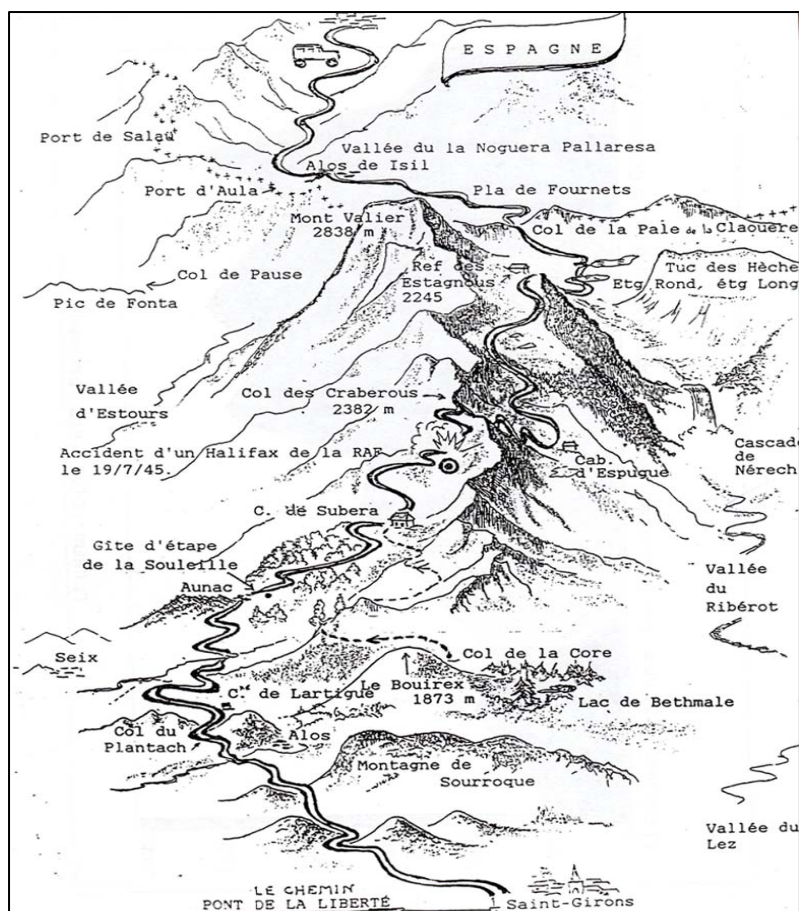 ESPAGNE
Port de Salau
Vallée du la Noguera Pallaresa
Alos de Isil
Port d'Aula
Pla de Fournets
Mont Valier
2838 m
Col de la Pale de la Claouère
Col de Pause
Ref des
Estagnous
2245
Tuc des Hèche
Etg Rond, étg Long
Pic de Fonta
Vallée
d'Estours
Col des Craberous
2382 m
Accident d'un Halifax de la RAF
le 19/7/45.
Cab.
d'Espugue
Cascade
de
Nérech
C. de Subera
Gîte d'étape
de la Souleille
Aunac
Vallée
du
Ribérot
Seix
Col de la Core
C. de Lartigue
Le Bouirex
1873 m
Lac de Bethmale
Col du
Plantach
Alos
Montagne de
Sourroque
Vallée du
Lez
LE CHEMIN
PONT DE LA LIBERTÉ
Saint-Girons